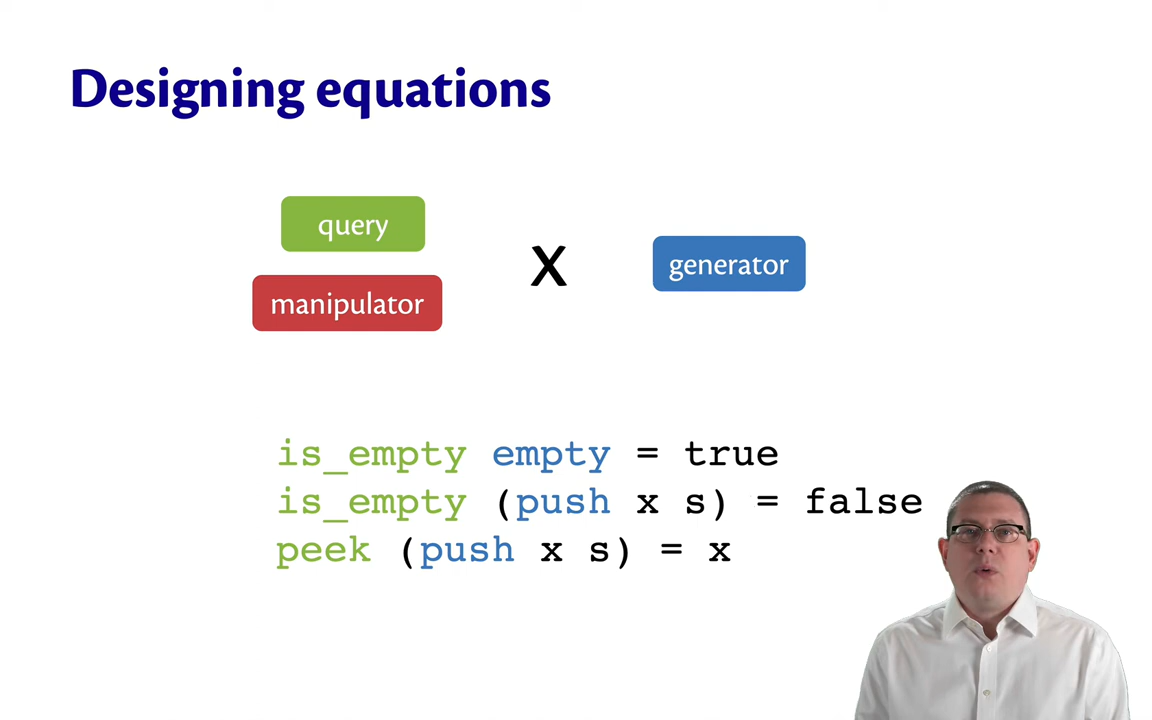 Designing equations
query
manipulator
x
generator
is_empty empty = true
is_empty (push x s) = false
peek (push x s) = x